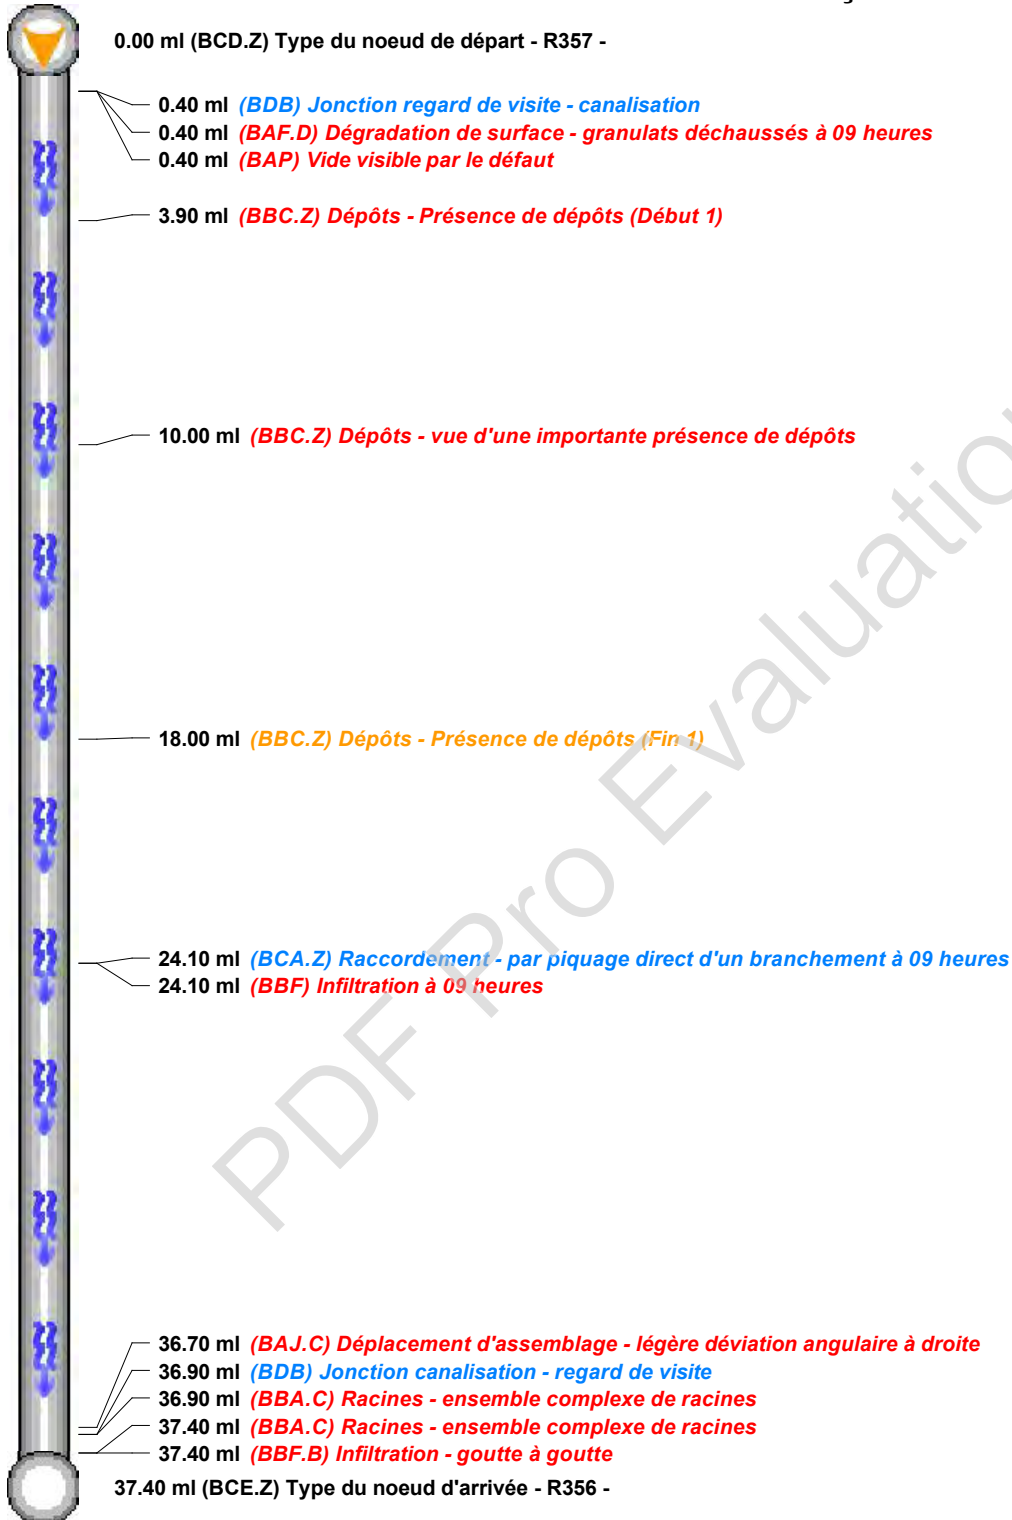 0.00 ml (BCD.Z) Type du noeud de départ - R357 -
0.40 ml (BDB) Jonction regard de visite - canalisation
0.40 ml (BAF.D) Dégradation de surface - granulats déchaussés à 09 heures
0.40 ml (BAP) Vide visible par le défaut
3.90 ml (BBC.Z) Dépôts - Présence de dépôts (Début 1)
10.00 ml (BBC.Z) Dépôts - vue d'une importante présence de dépôts
18.00 ml (BBC.Z) Dépôts - Présence de dépôts (Fin 1)
24.10 ml (BCA.Z) Raccordement - par piquage direct d'un branchement à 09 heures
24.10 ml (BBF) Infiltration à 09 heures
36.70 ml (BAJ.C) Déplacement d'assemblage - légère déviation angulaire à droite
36.90 ml (BDB) Jonction canalisation - regard de visite
36.90 ml (BBA.C) Racines - ensemble complexe de racines
37.40 ml (BBA.C) Racines - ensemble complexe de racines
37.40 ml (BBF.B) Infiltration - goutte à goutte
37.40 ml (BCE.Z) Type du noeud d'arrivée - R356 -
PDF Pro Evaluation